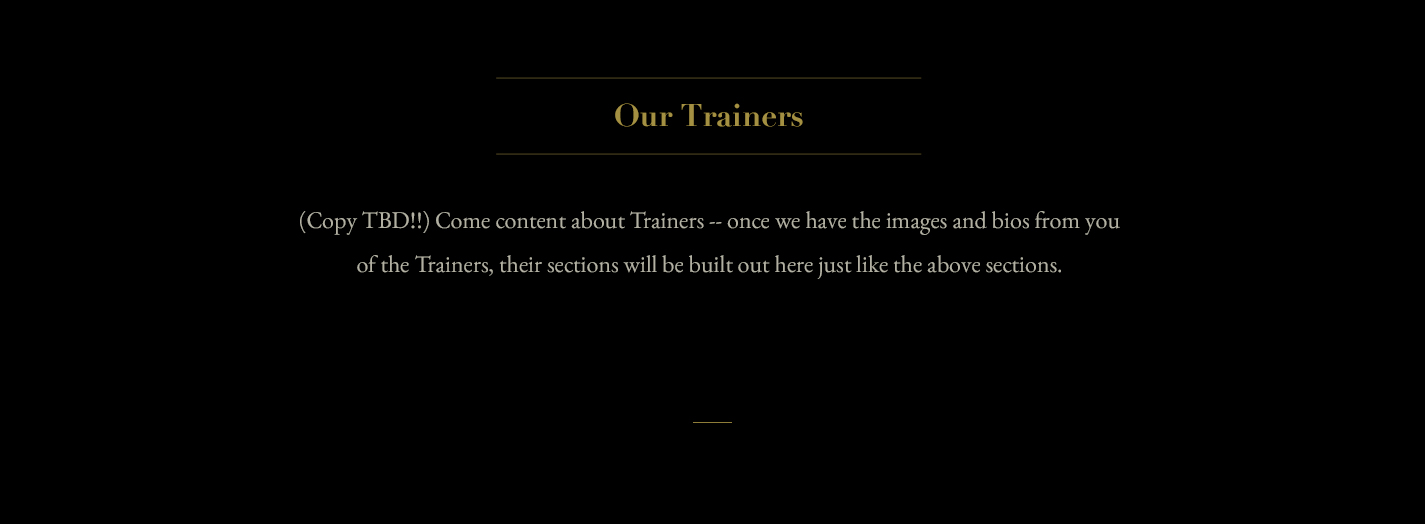 Our Trainers
(Copy TBD!!) Come content about Trainers -- once we have the images and bios from you
of the Trainers, their sections will be built out here just like the above sections.